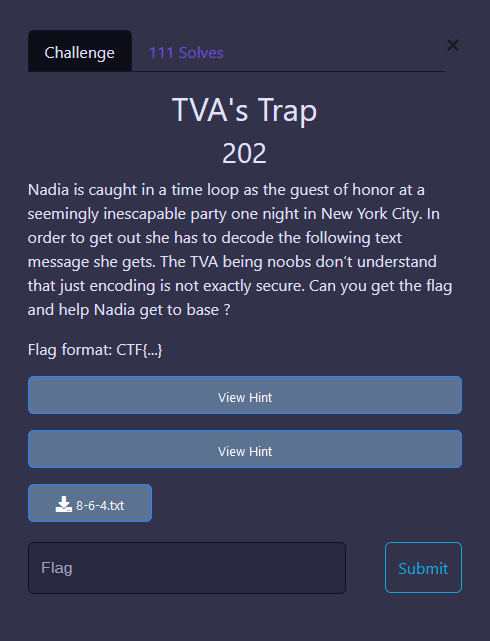 Challenge
111 Solves
×
TVA's Trap
202
Nadia is caught in a time loop as the guest of honor at a
seemingly inescapable party one night in New York City. In
order to get out she has to decode the following text
message she gets. The TVA being noobs don’t understand
that just encoding is not exactly secure. Can you get the flag
and help Nadia get to base ?
Flag format: CTF{...}
View Hint
View Hint
8-6-4.txt
Flag
Submit